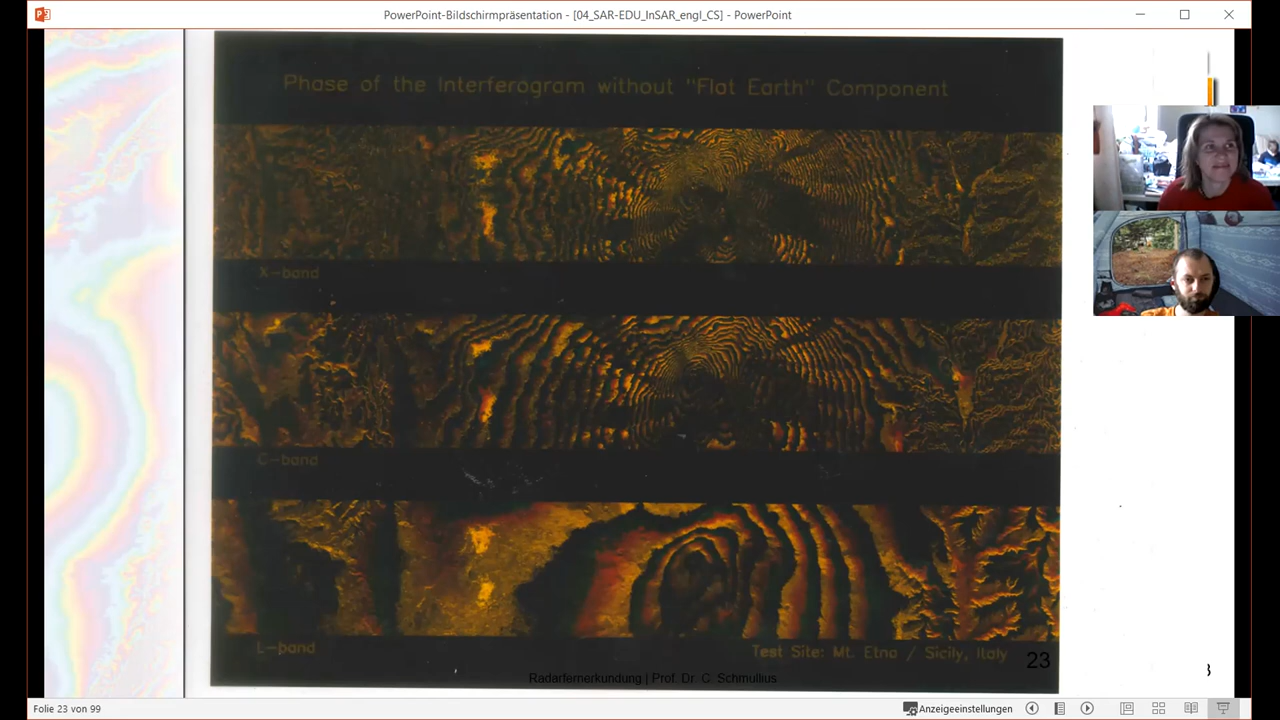 PowerPoint-Bildschirmpräsentation - [04_SAR-EDU_InSAR_engl_CS] - PowerPoint
Phase of the Interferogram without "Flat Earth" Component
X-band
C-band
L-band
Test Site: Mt. Etna / Sicily, Italy
23
Radarfernerkundung | Prof. Dr. C. Schmullius
Folie 23 von 99
Anzeigeeinstellungen